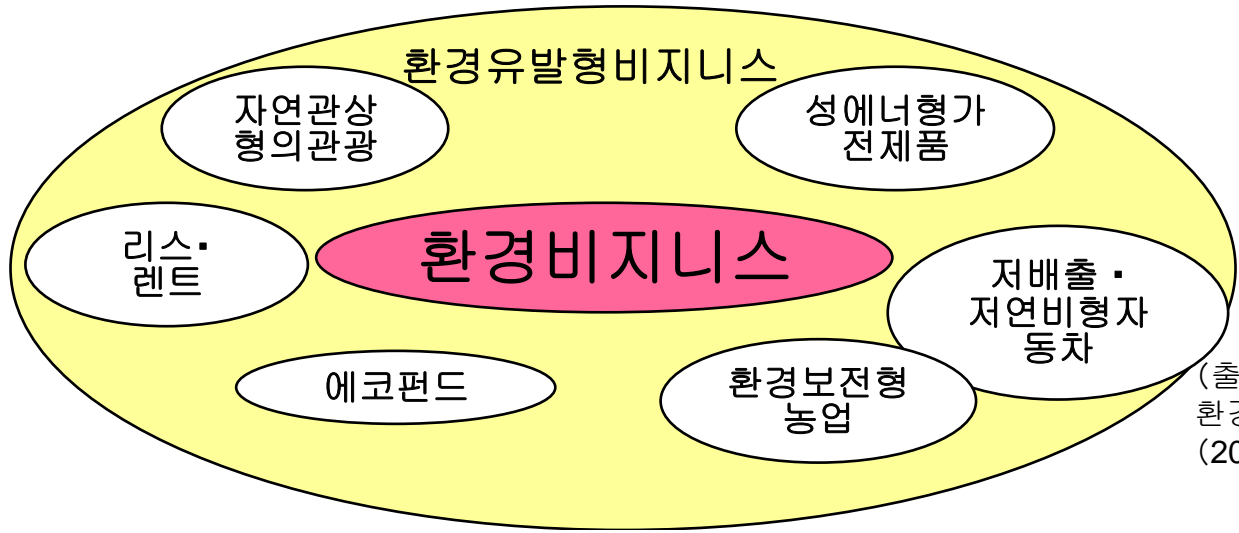 환경유발형비지니스
자연관상
형의관광
성에너형가
전제품
리스▪
렌트
환경비지니스
저배출▪
저연비형자
동차
에코펀드
환경보전형
농업
(출
(20